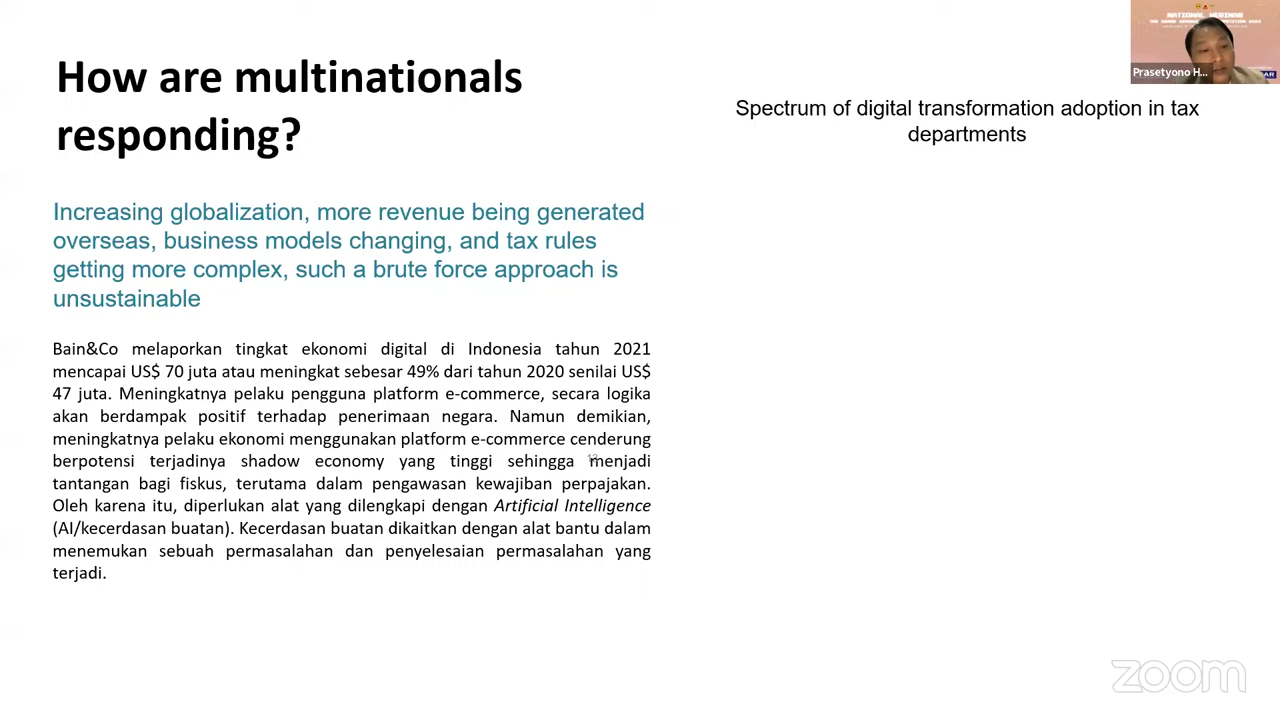 How are multinationals
responding?
Increasing globalization, more revenue being generated
overseas, business models changing, and tax rules
getting more complex, such a brute force approach is
unsustainable
Bain&Co melaporkan tingkat ekonomi digital di Indonesia tahun 2021
mencapai US$ 70 juta atau meningkat sebesar 49% dari tahun 2020 senilai US$
47 juta. Meningkatnya pelaku pengguna platform e-commerce, secara logika
akan berdampak positif terhadap penerimaan negara. Namun demikian,
meningkatnya pelaku ekonomi menggunakan platform e-commerce cenderung
berpotensi terjadinya shadow economy yang tinggi sehingga menjadi
tantangan bagi fiskus, terutama dalam pengawasan kewajiban perpajakan.
Oleh karena itu, diperlukan alat yang dilengkapi dengan Artificial Intelligence
(AI/kecerdasan buatan). Kecerdasan buatan dikaitkan dengan alat bantu dalam
menemukan sebuah permasalahan dan penyelesaian permasalahan yang
terjadi.
Spectrum of digital transformation adoption in tax
departments
NATIONAL WEBINAR
Prasetyono H...
zoom